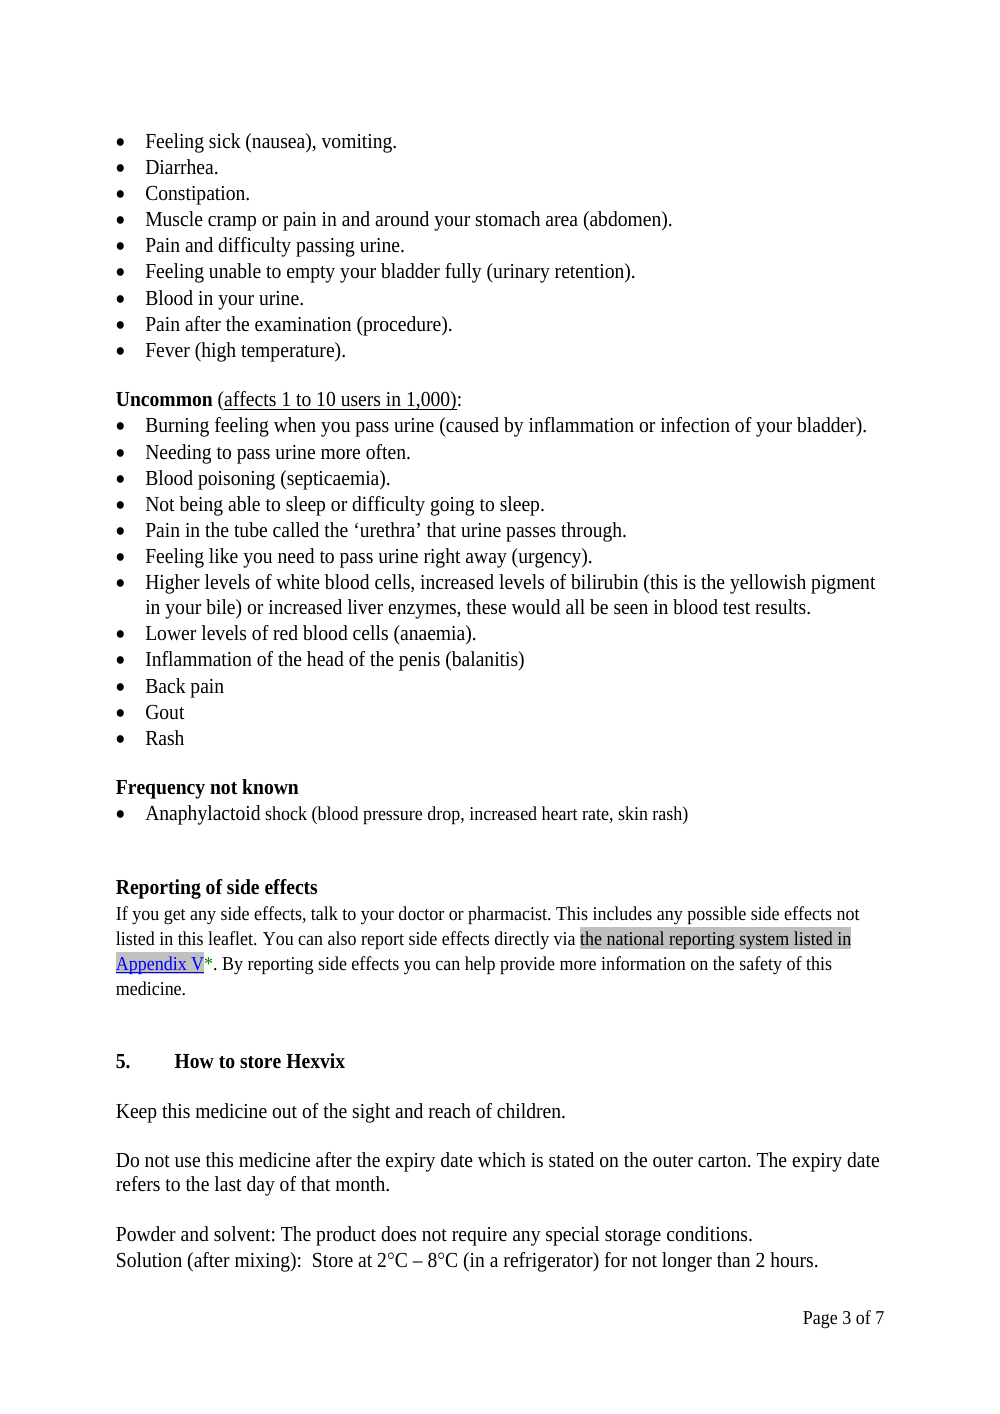 • Feeling sick (nausea), vomiting.
• Diarrhea.
• Constipation.
• Muscle cramp or pain in and around your stomach area (abdomen).
• Pain and difficulty passing urine.
• Feeling unable to empty your bladder fully (urinary retention).
• Blood in your urine.
• Pain after the examination (procedure).
• Fever (high temperature).
Uncommon (affects 1 to 10 users in 1,000):
• Burning feeling when you pass urine (caused by inflammation or infection of your bladder).
• Needing to pass urine more often.
• Blood poisoning (septicaemia).
• Not being able to sleep or difficulty going to sleep.
• Pain in the tube called the ‘urethra’ that urine passes through.
• Feeling like you need to pass urine right away (urgency).
• Higher levels of white blood cells, increased levels of bilirubin (this is the yellowish pigment
in your bile) or increased liver enzymes, these would all be seen in blood test results.
• Lower levels of red blood cells (anaemia).
• Inflammation of the head of the penis (balanitis)
• Back pain
• Gout
• Rash
Frequency not known
• Anaphylactoid shock (blood pressure drop, increased heart rate, skin rash)
Reporting of side effects
If you get any side effects, talk to your doctor or pharmacist. This includes any possible side effects not
listed in this leaflet. You can also report side effects directly via the national reporting system listed in
Appendix V*. By reporting side effects you can help provide more information on the safety of this
medicine.
5. How to store Hexvix
Keep this medicine out of the sight and reach of children.
Do not use this medicine after the expiry date which is stated on the outer carton. The expiry date
refers to the last day of that month.
Powder and solvent: The product does not require any special storage conditions.
Solution (after mixing):  Store at 2°C – 8°C (in a refrigerator) for not longer than 2 hours.
Page 3 of 7